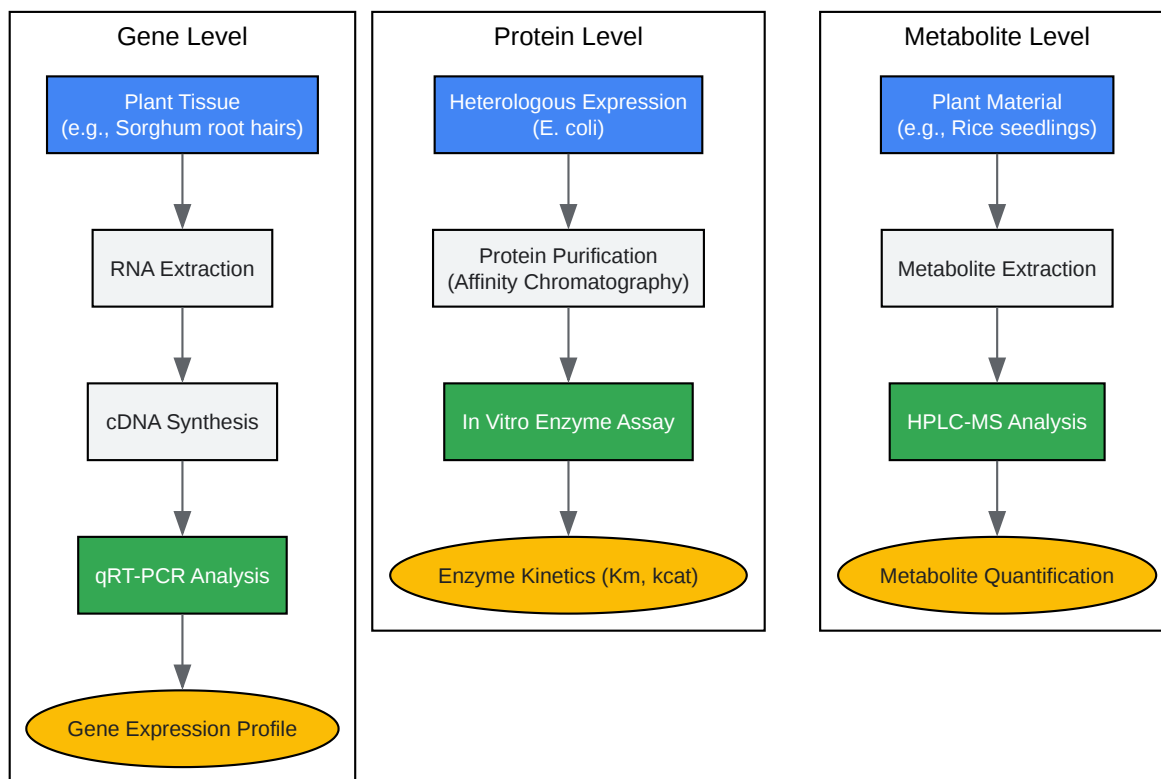 Gene Level
Plant Tissue
(e.g., Sorghum root hairs)
RNA Extraction
cDNA Synthesis
qRT-PCR Analysis
Gene Expression Profile
Protein Level
Heterologous Expression
(E. coli)
Protein Purification
(Affinity Chromatography)
In Vitro Enzyme Assay
Enzyme Kinetics (Km, kcat)
Metabolite Level
Plant Material
(e.g., Rice seedlings)
Metabolite Extraction
HPLC-MS Analysis
Metabolite Quantification